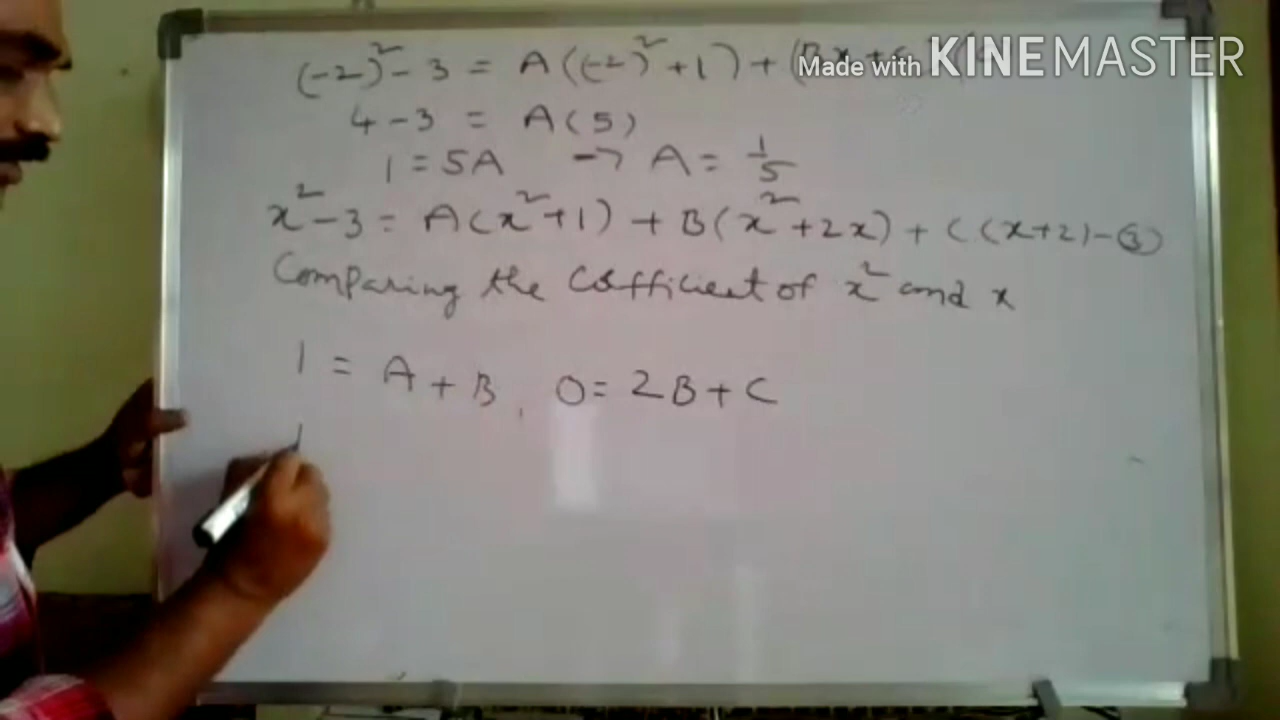 (-2)² - 3 = A((-2)² + 1) + (Bx + C
Made with KINEMASTER
4 - 3 = A(5)
1 = 5A → A = 1/5
x² - 3 = A(x² + 1) + B(x² + 2x) + C(x + 2) - ③
Comparing the Cofficient of x² and x
1 = A + B, 0 = 2B + C
1